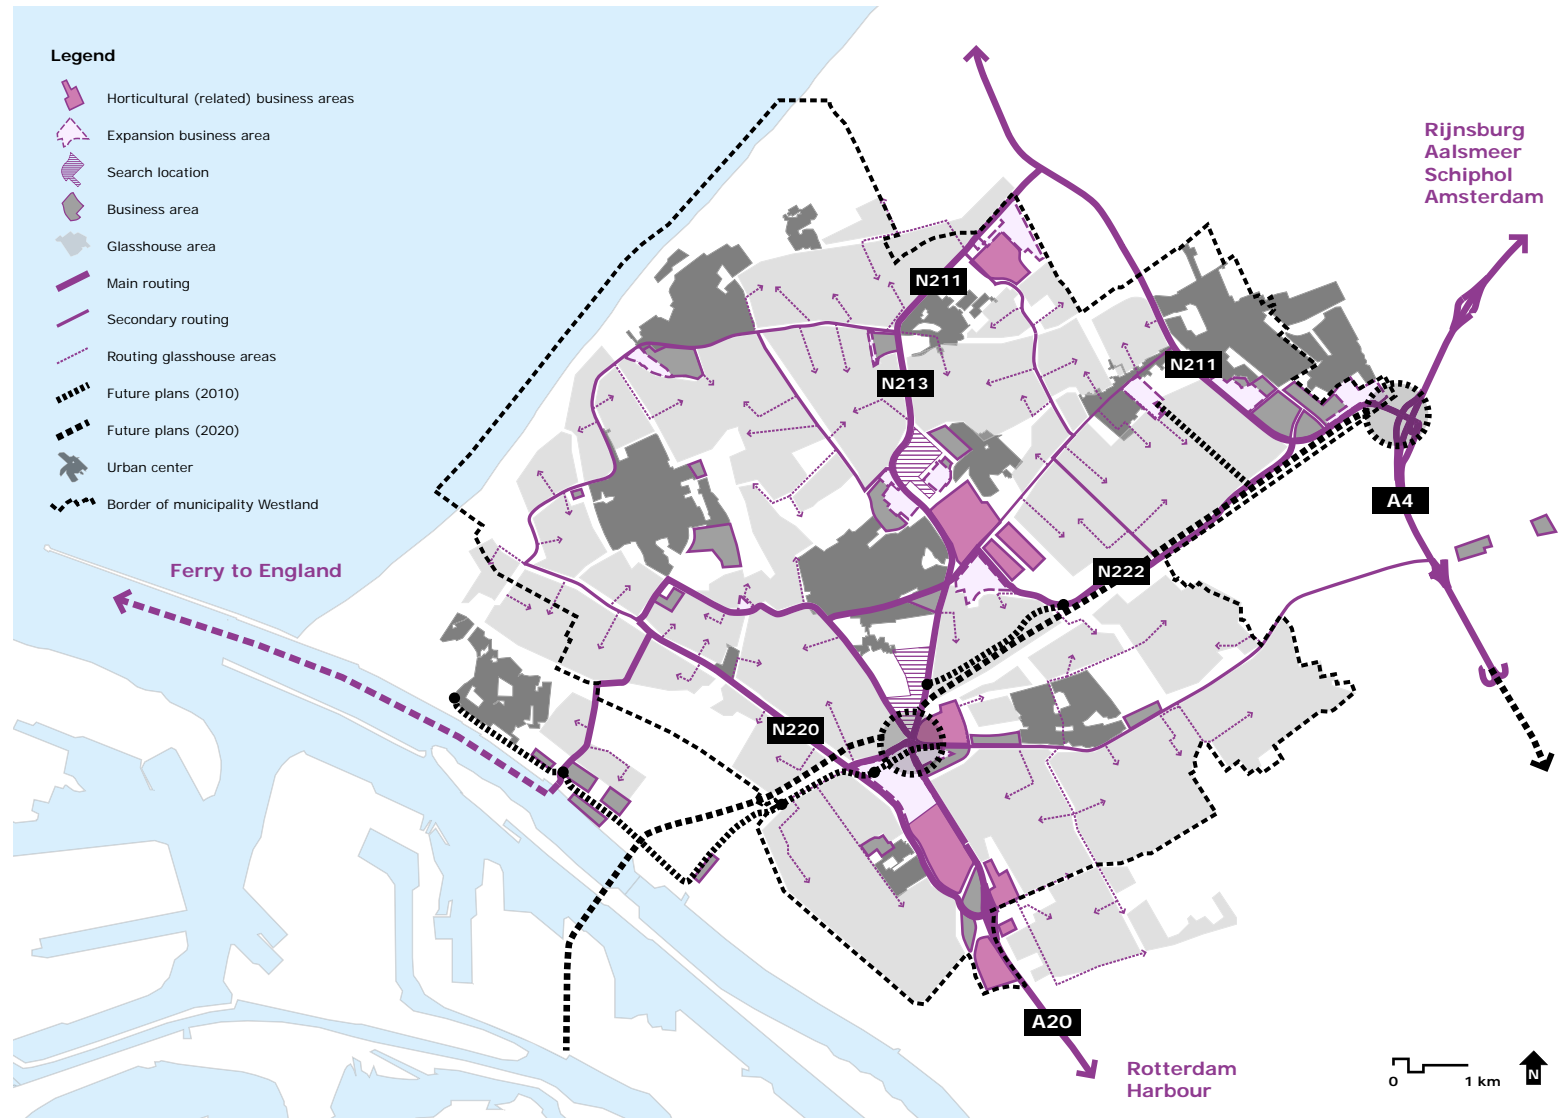 Legend
Horticultural (related) business areas
Expansion business area
Search location
Business area
Glasshouse area
Main routing
Secondary routing
Routing glasshouse areas
Future plans (2010)
Future plans (2020)
Urban center
Border of municipality Westland
Rijnsburg
Aalsmeer
Schiphol
Amsterdam
N211
N211
N213
A4
N222
Ferry to England
N220
A20
Rotterdam
Harbour
0 1 km
N